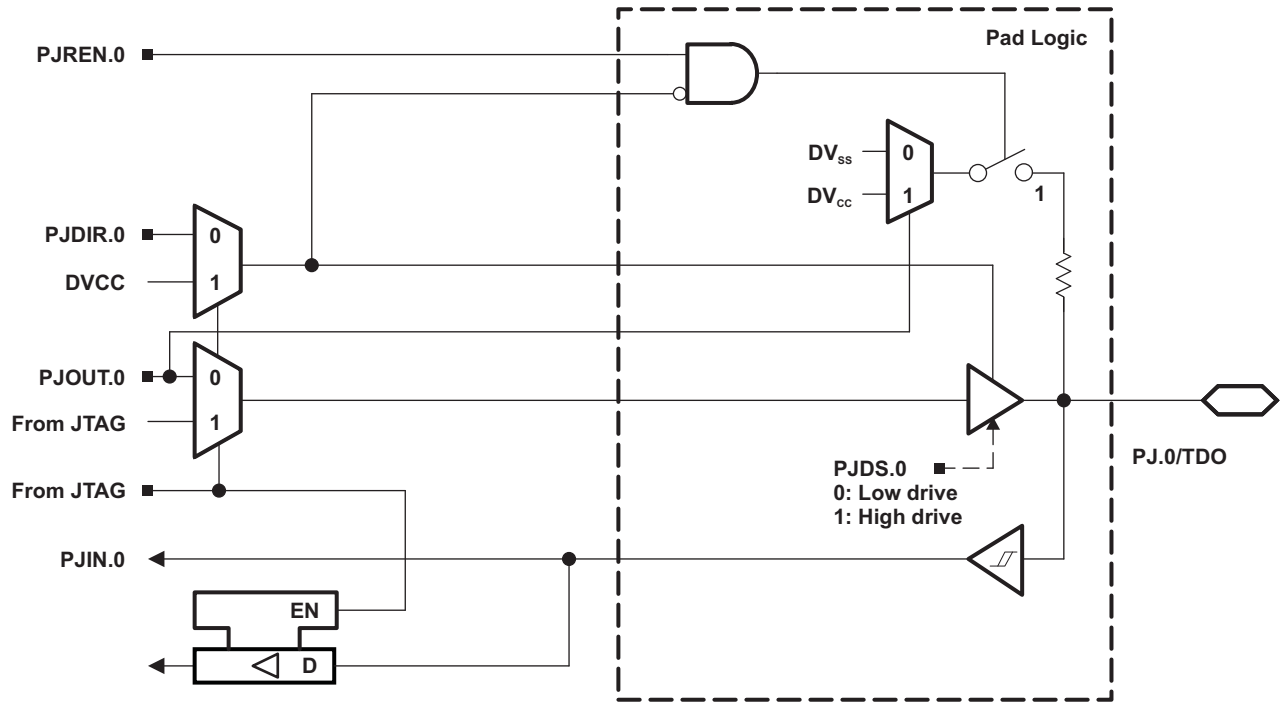 Pad Logic
PJREN.0
DVss
0
DVcc
1
1
PJDIR.0
0
DVCC
1
PJOUT.0
0
From JTAG
1
PJ.0/TDO
PJDS.0
0: Low drive
1: High drive
From JTAG
PJIN.0
EN
D